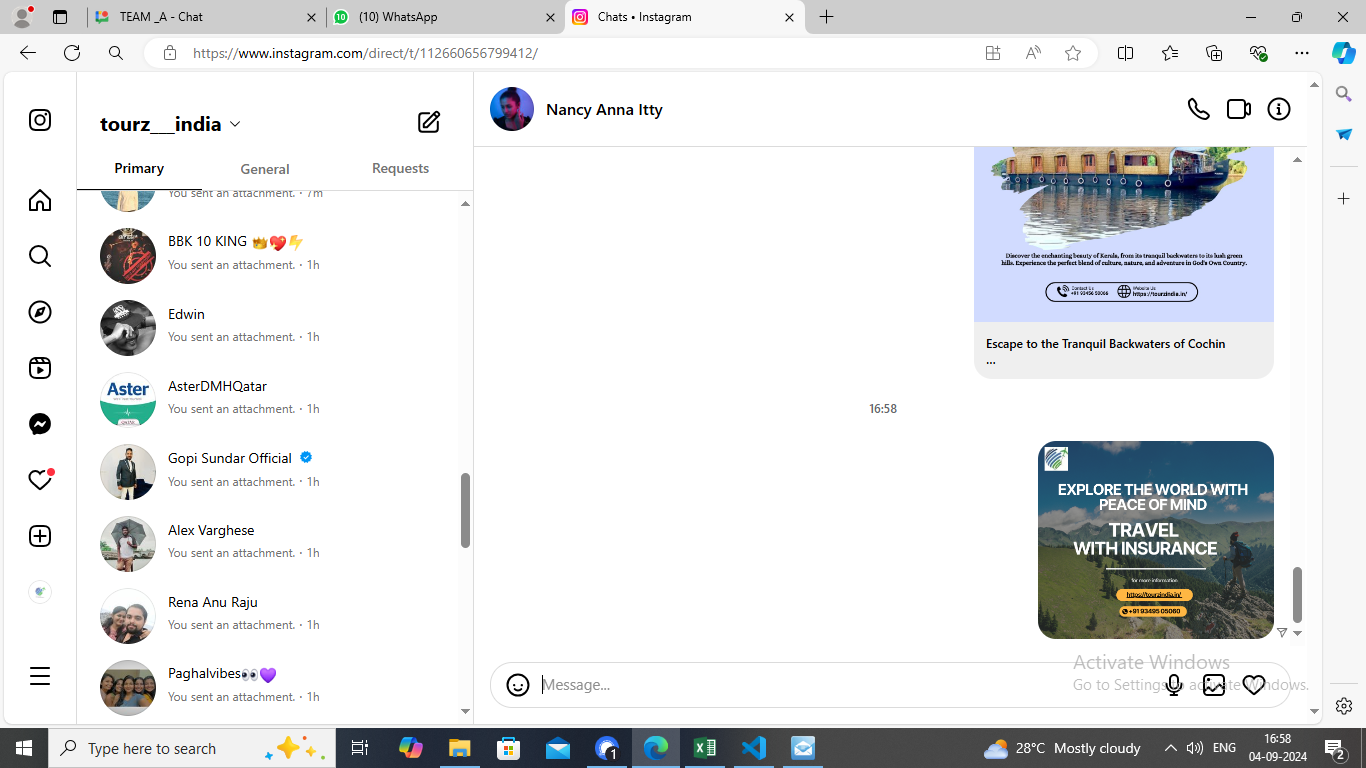 TEAM _A - Chat
(10) WhatsApp
Chats • Instagram
https://www.instagram.com/direct/t/112660656799412/
tourz___india
Primary
General
Requests
You sent an attachment. · 7m
BBK 10 KING 👑💖⚡
You sent an attachment. · 1h
Edwin
You sent an attachment. · 1h
Aster
AsterDMHQatar
You sent an attachment. · 1h
Gopi Sundar Official
You sent an attachment. · 1h
Alex Varghese
You sent an attachment. · 1h
Rena Anu Raju
You sent an attachment. · 1h
Paghalvibes👀💜
You sent an attachment. · 1h
Nancy Anna Itty
Discover the enchanting beauty of Kerala, from its tranquil backwaters to its lush green
hills. Experience the perfect blend of culture, nature, and adventure in God's Own Country.
Contact Us
Website Us
https://tourzindia.in/
Escape to the Tranquil Backwaters of Cochin
...
16:58
EXPLORE THE WORLD WITH
PEACE OF MIND
TRAVEL
WITH INSURANCE
for more information
https://tourzindia.in/
+91 93495 05060
Message...
Activate Windows
Go to Settings to activate Windows.
Type here to search
28°C Mostly cloudy
ENG
16:58
04-09-2024
2